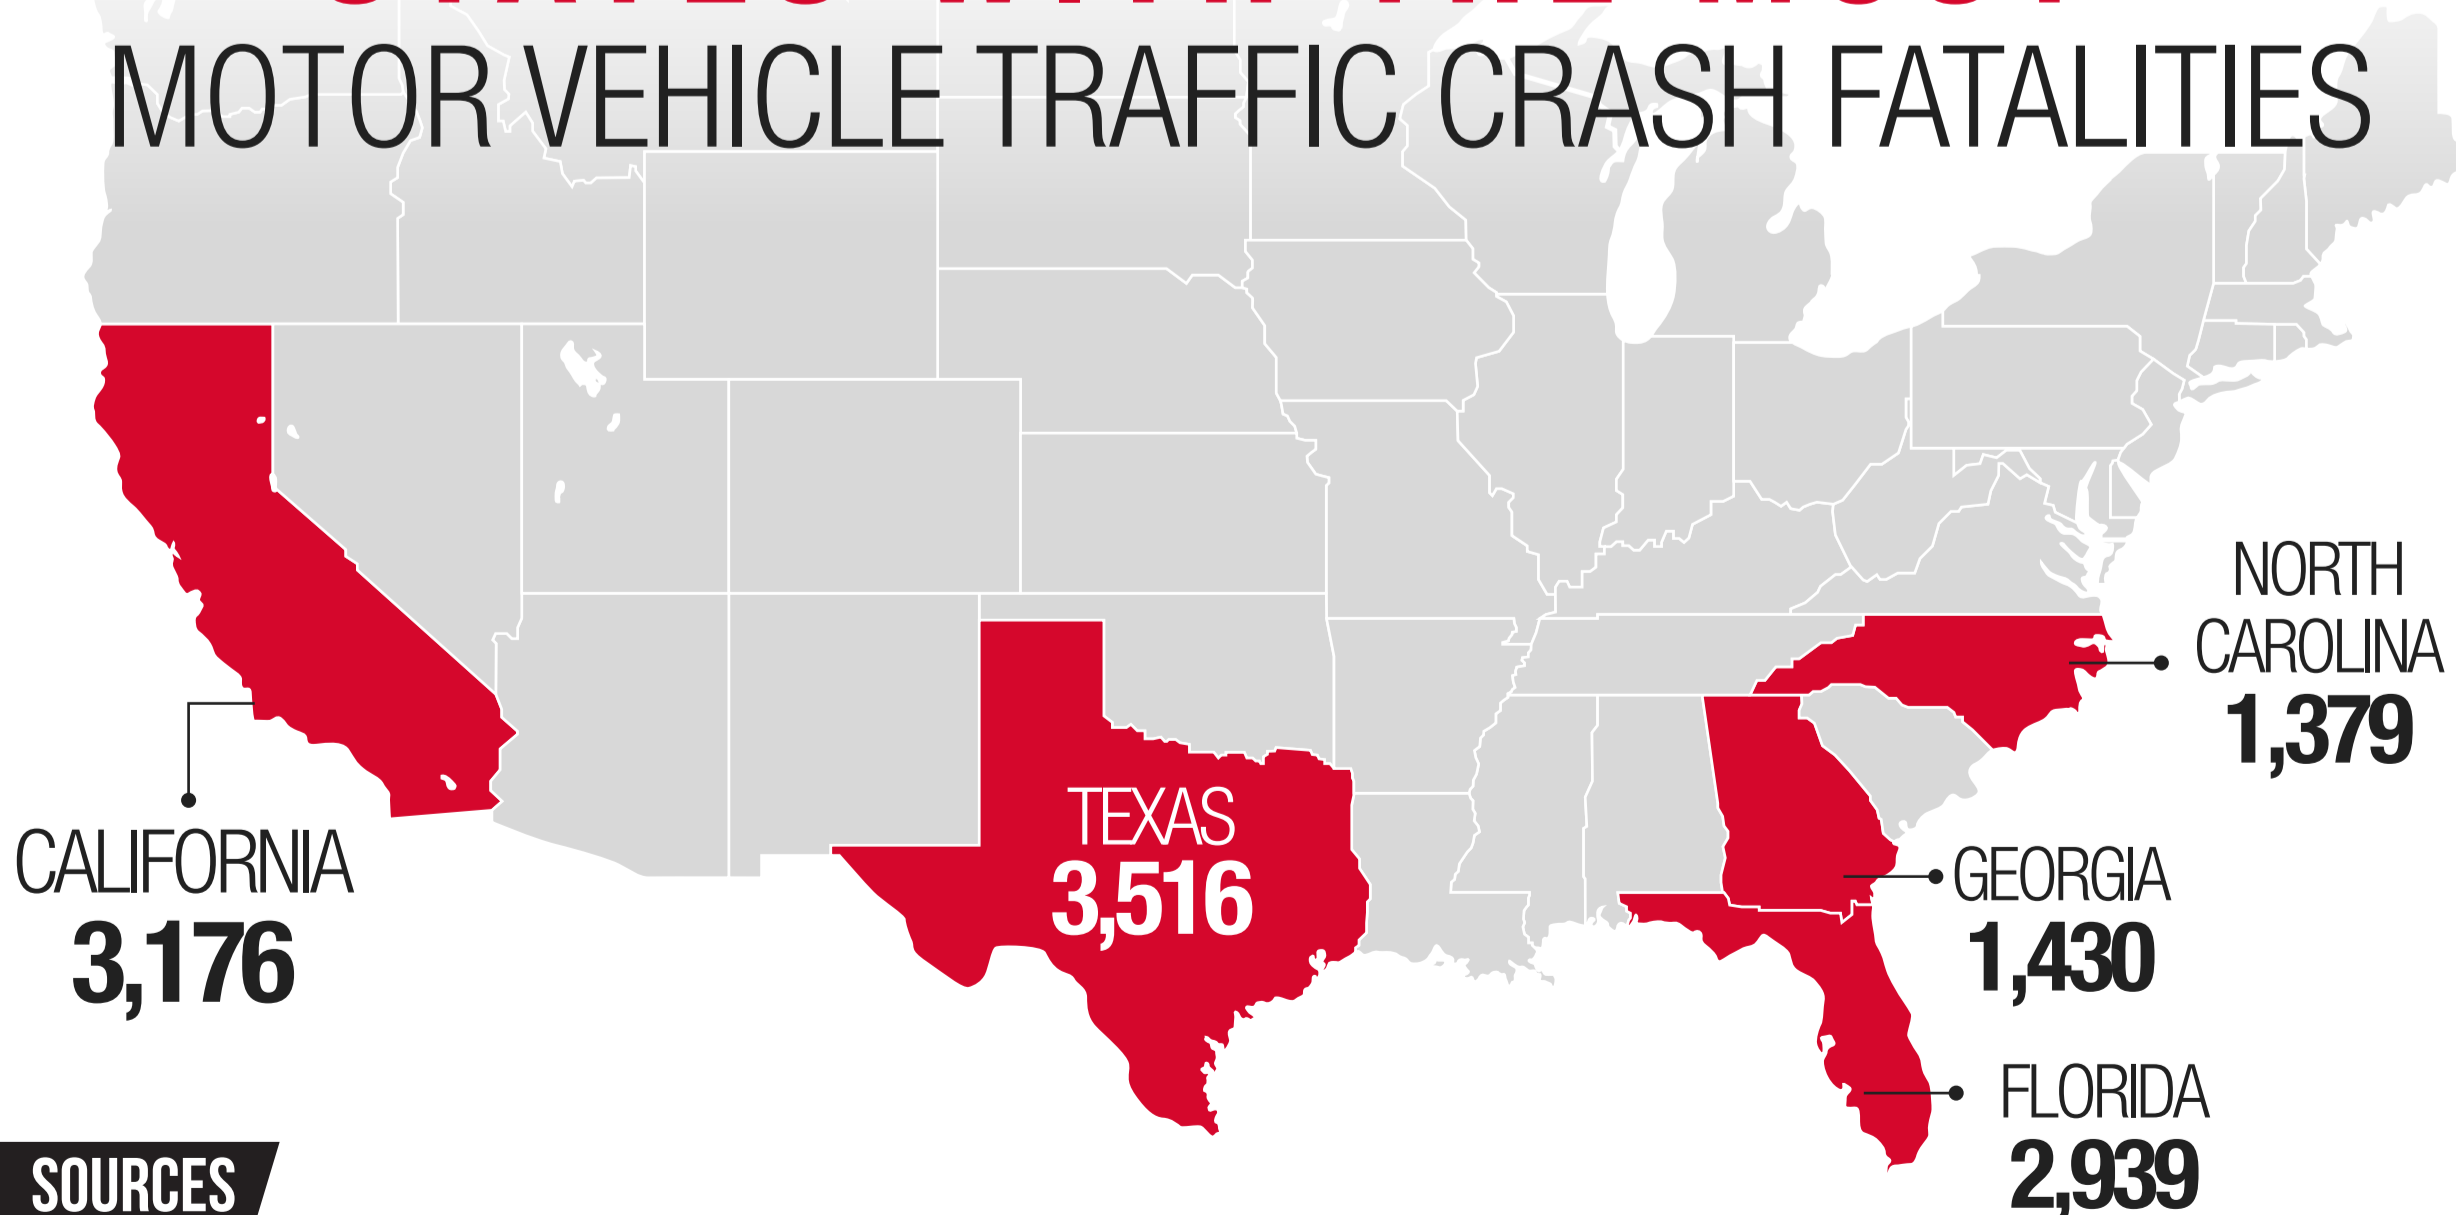 MOTOR VEHICLE TRAFFIC CRASH FATALITIES
NORTH
CAROLINA
1,379
TEXAS
3,516
CALIFORNIA
3,176
GEORGIA
1,430
FLORIDA
2,939
SOURCES